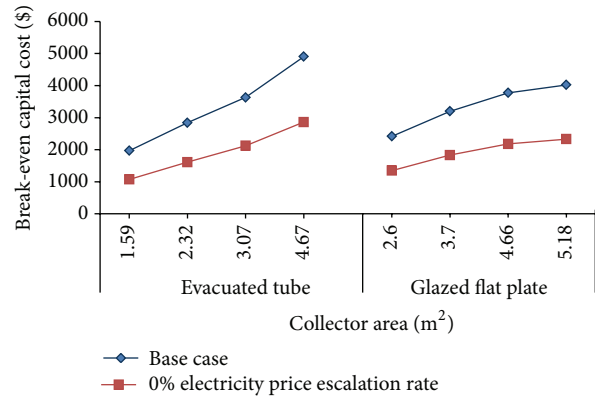 Break-even capital cost ($)
6000
5000
4000
3000
2000
1000
0
1.59
2.32
3.07
4.67
2.6
3.7
4.66
5.18
Evacuated tube
Glazed flat plate
Collector area (m²)
Base case
0% electricity price escalation rate